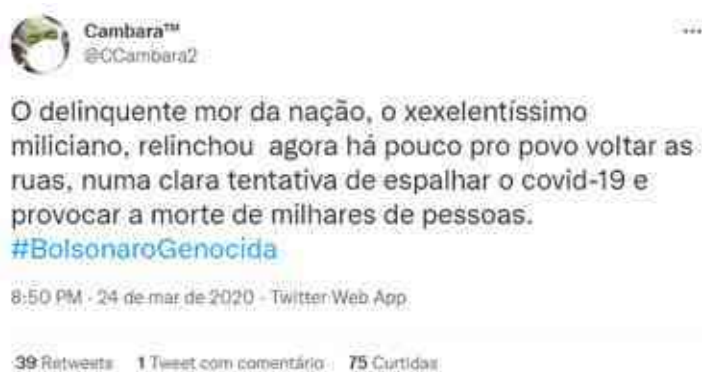 Cambara™
@CCambara2
O delinquente mor da nação, o xexelentíssimo
miliciano, relinchou agora há pouco pro povo voltar as
ruas, numa clara tentativa de espalhar o covid-19 e
provocar a morte de milhares de pessoas.
#BolsonaroGenocida
8:50 PM · 24 de mar de 2020 · Twitter Web App
39 Retweets 1 Tweet com comentário 75 Curtidas